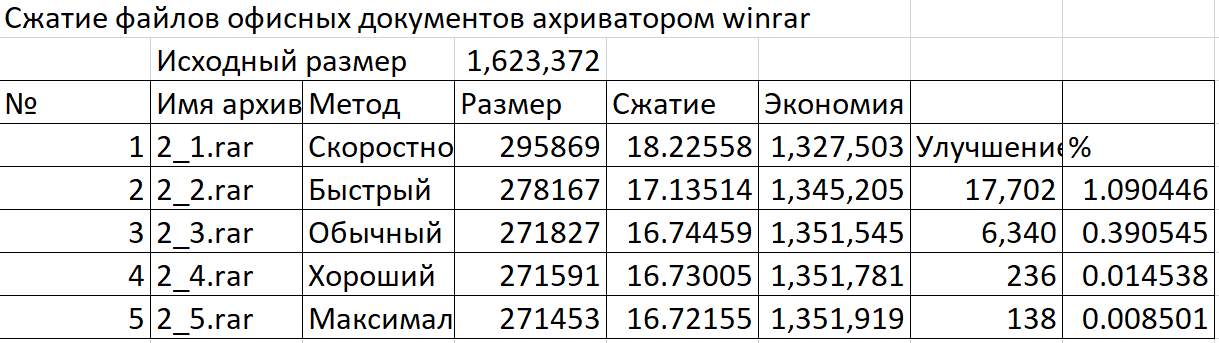 Сжатие файлов офисных документов ахриватором winrar
Исходный размер 1,623,372
№ Имя архив Метод Размер Сжатие Экономия
1 2_1.rar Скоростно 295869 18.22558 1,327,503 Улучшение %
2 2_2.rar Быстрый 278167 17.13514 1,345,205 17,702 1.090446
3 2_3.rar Обычный 271827 16.74459 1,351,545 6,340 0.390545
4 2_4.rar Хороший 271591 16.73005 1,351,781 236 0.014538
5 2_5.rar Максимал 271453 16.72155 1,351,919 138 0.008501